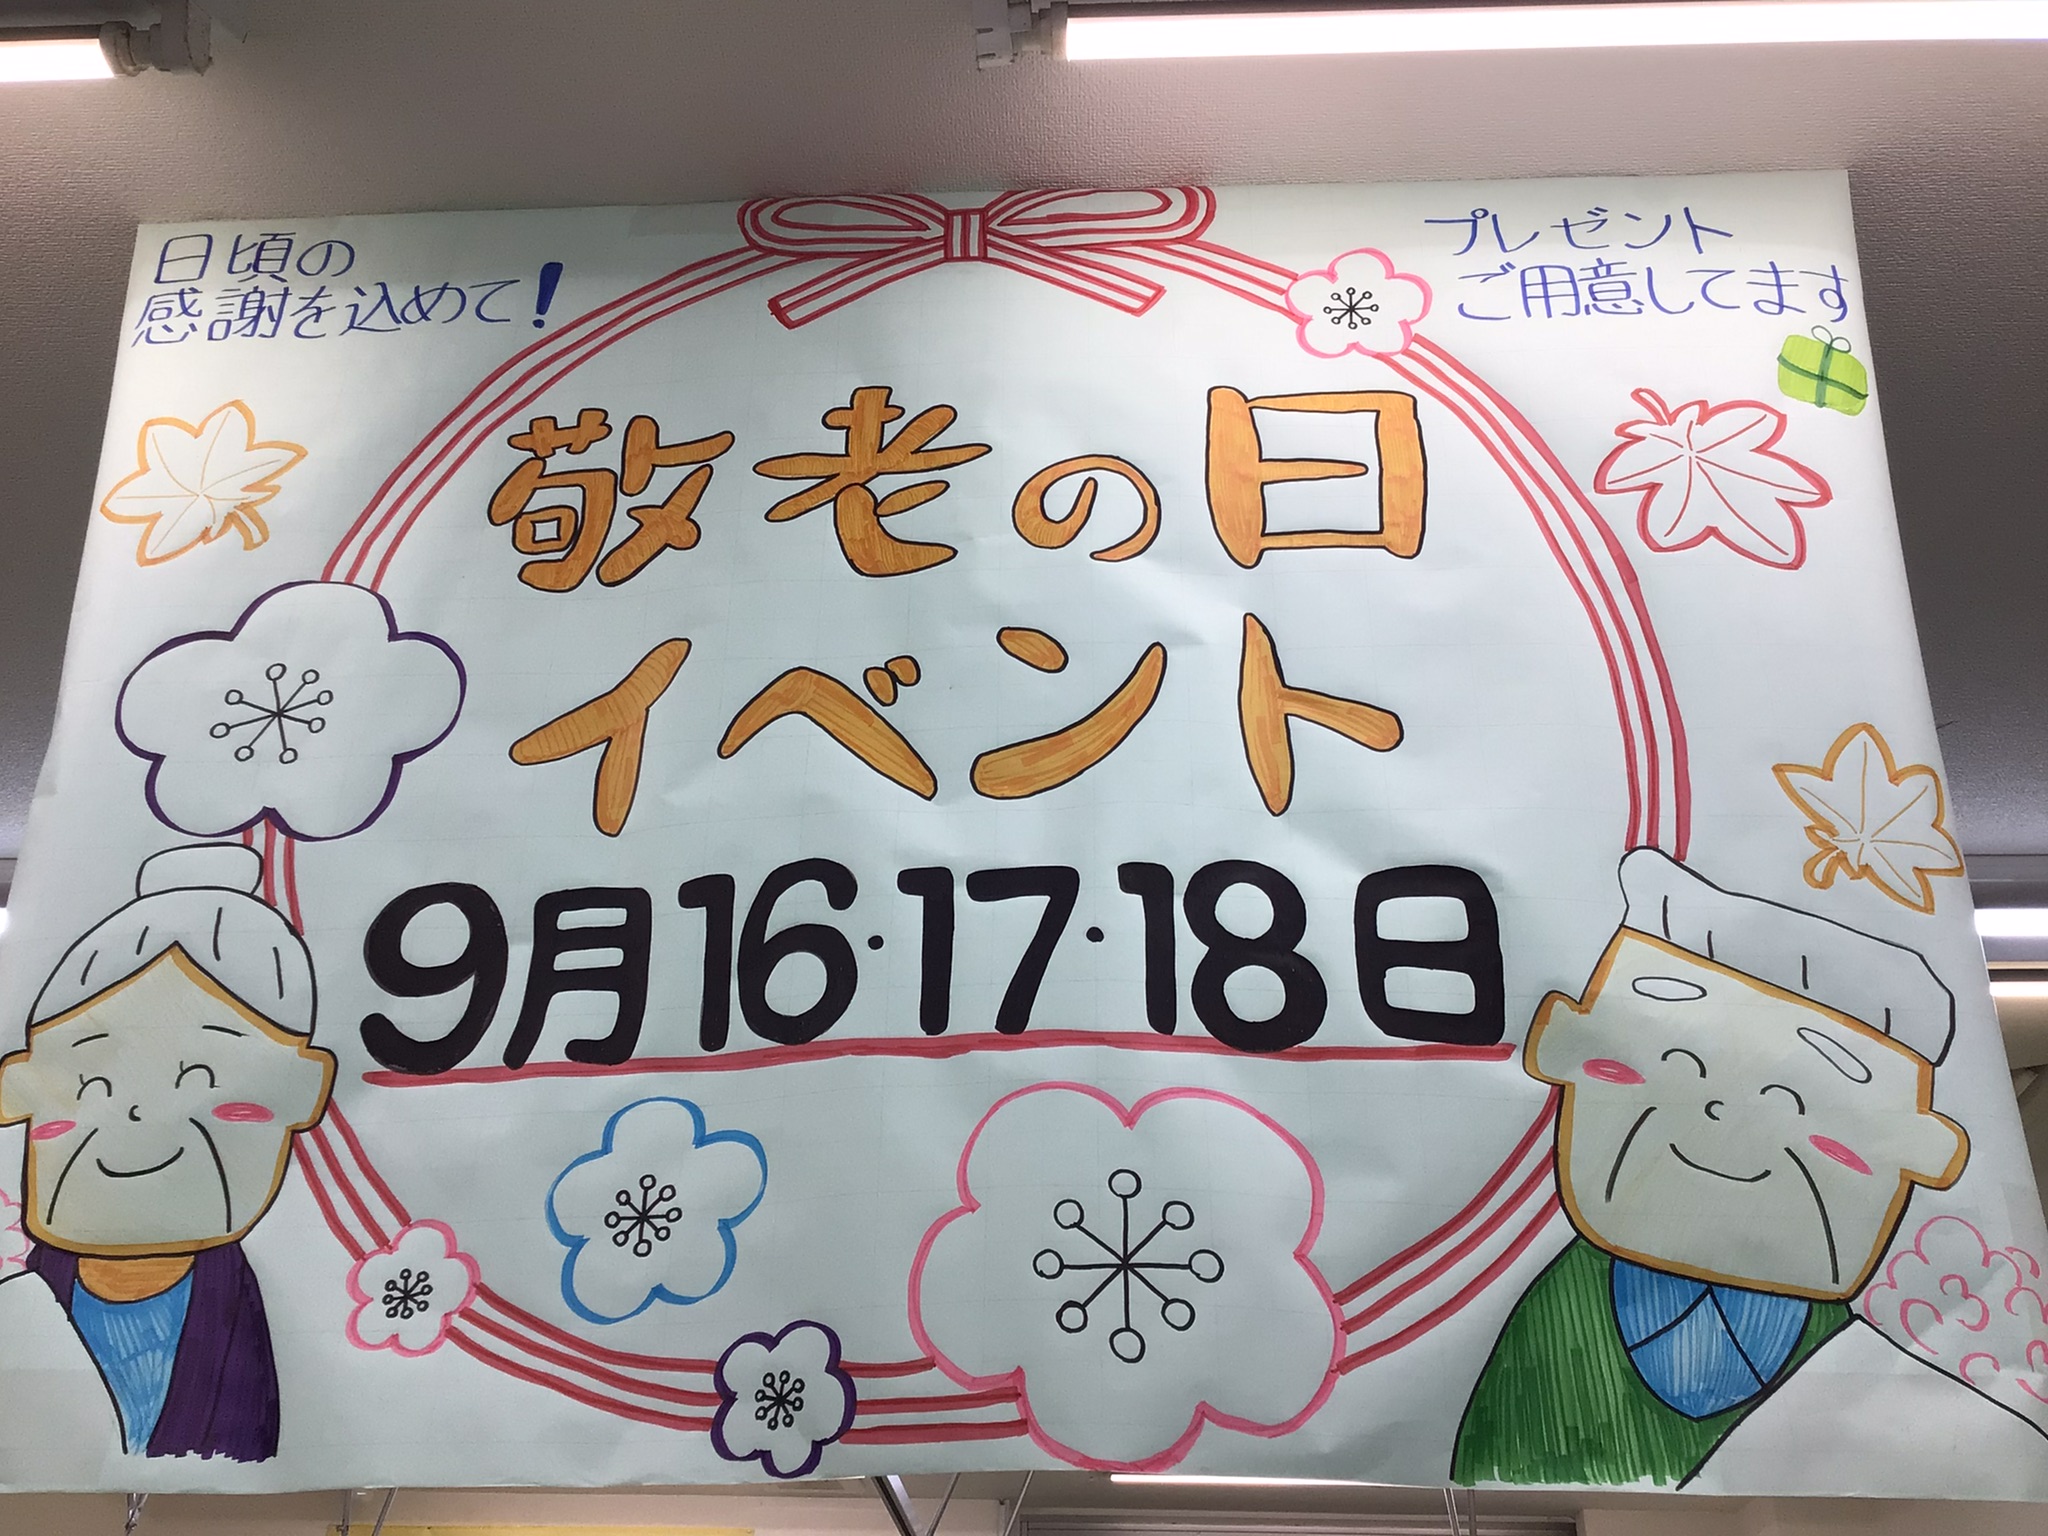 日頃の
感謝を込めて!
プレゼント
ご用意してます
敬老の日
イベント
9月16・17・18日